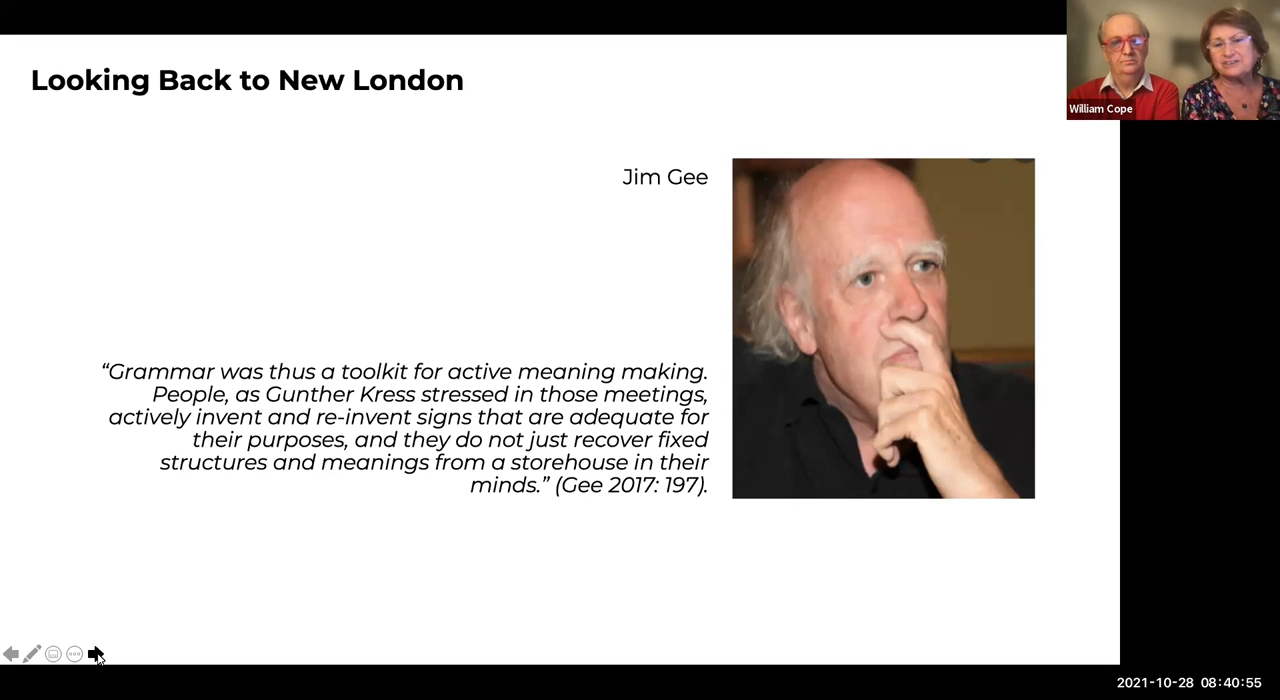 Looking Back to New London
William Cope
Jim Gee
“Grammar was thus a toolkit for active meaning making.
People, as Gunther Kress stressed in those meetings,
actively invent and re-invent signs that are adequate for
their purposes, and they do not just recover fixed
structures and meanings from a storehouse in their
minds.” (Gee 2017: 197).
2021-10-28 08:40:55